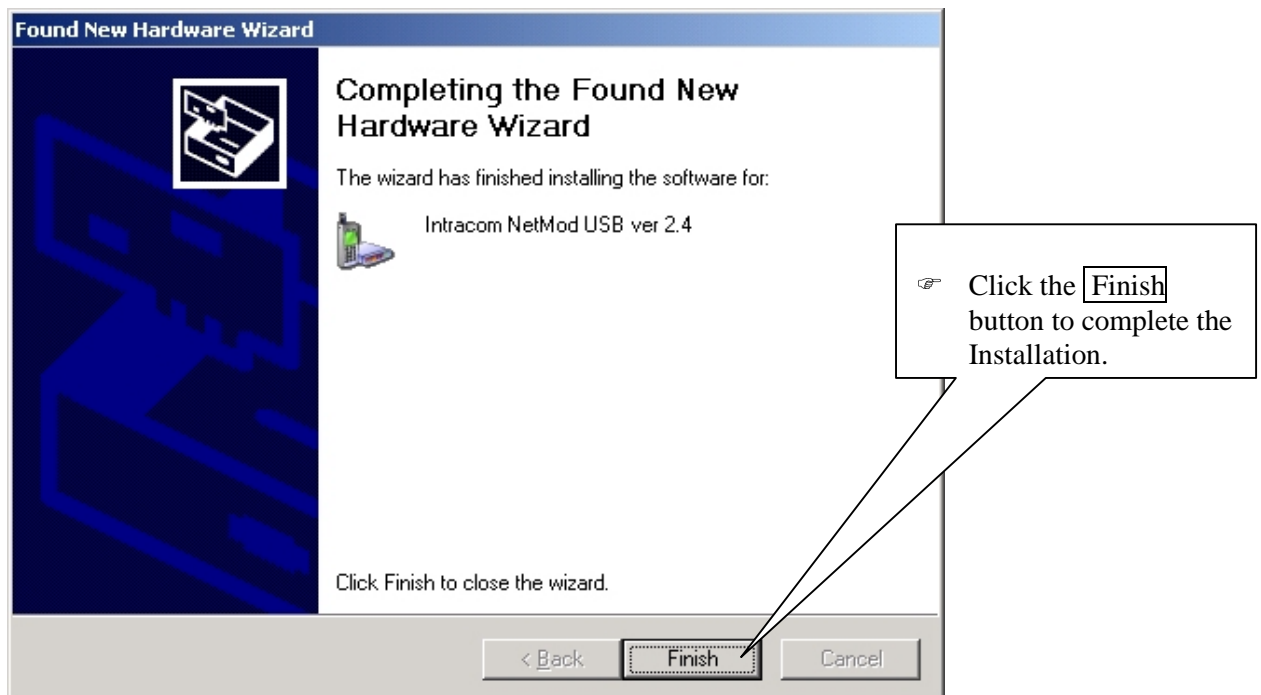 Found New Hardware Wizard
Completing the Found New
Hardware Wizard
The wizard has finished installing the software for:
Intracom NetMod USB ver 2.4
☞ Click the Finish
button to complete the
Installation.
Click Finish to close the wizard.
< Back Finish Cancel